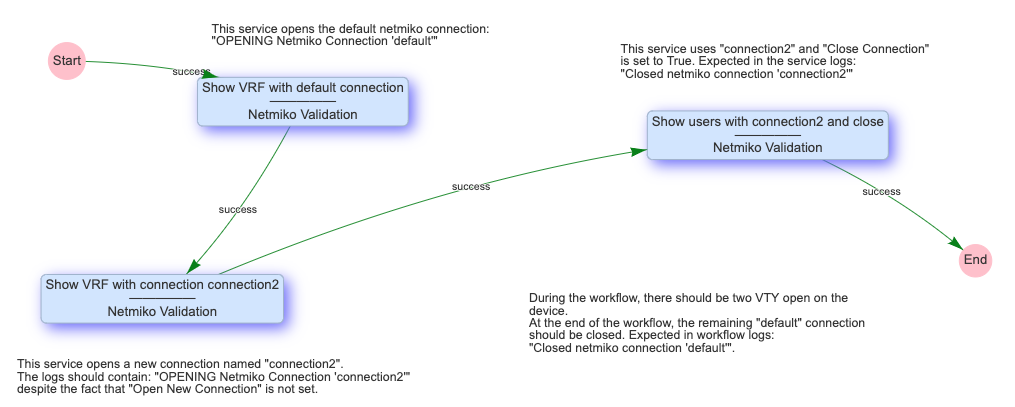 This service opens the default netmiko connection:
"OPENING Netmiko Connection 'default'"
Start
success
Show VRF with default connection
Netmiko Validation
This service uses "connection2" and "Close Connection"
is set to True. Expected in the service logs:
"Closed netmiko connection 'connection2'"
Show users with connection2 and close
Netmiko Validation
success
success
success
End
Show VRF with connection connection2
Netmiko Validation
During the workflow, there should be two VTY open on the
device.
At the end of the workflow, the remaining "default" connection
should be closed. Expected in workflow logs:
"Closed netmiko connection 'default'".
This service opens a new connection named "connection2".
The logs should contain: "OPENING Netmiko Connection 'connection2'"
despite the fact that "Open New Connection" is not set.